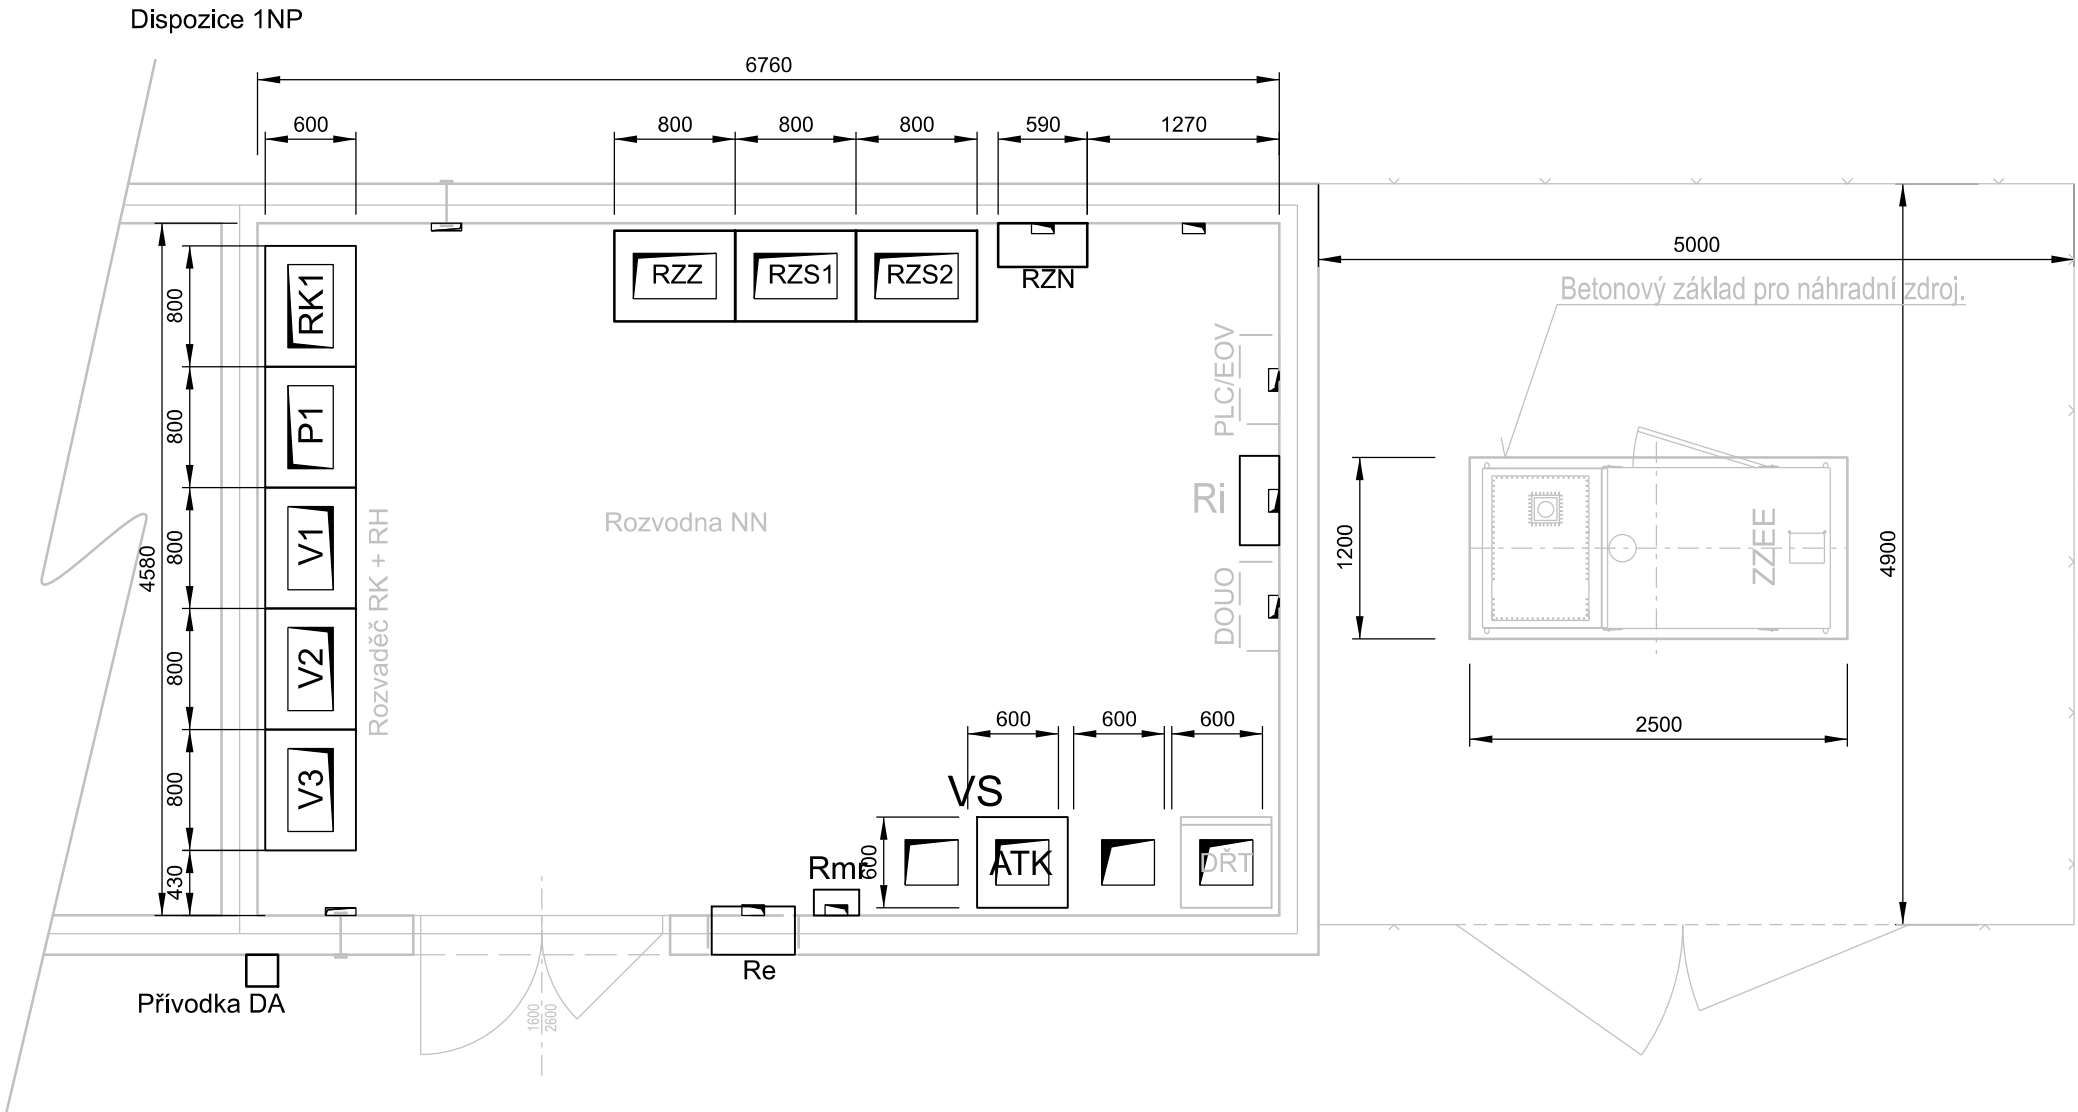 Dispozice 1NP
6760
600
800
800
800
590
1270
5000
RZZ
RZS1
RZS2
RZN
Betonový základ pro náhradní zdroj.
RK1
800
P1
800
V1
800
V2
800
V3
800
430
4580
Rozvaděč RK + RH
Rozvodna NN
PLC/EOV
Ri
DOUO
1200
ZZEE
4900
2500
600
600
600
VS
600
Rmr
ATK
DŘT
Re
Přívodka DA
1600
2600